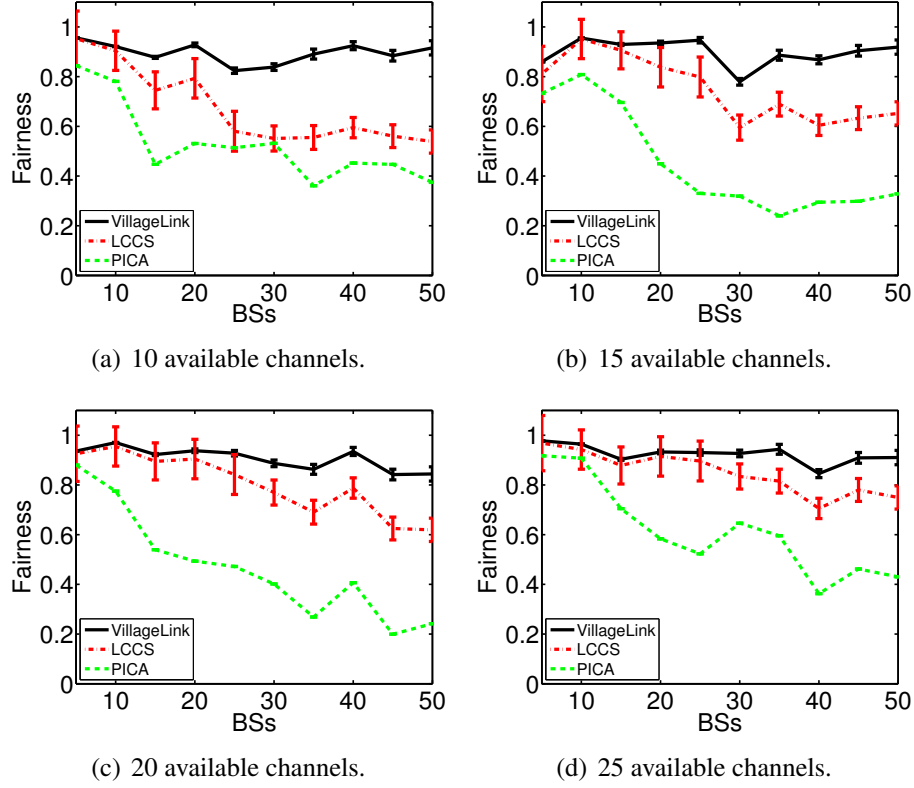 1
0.8
0.6
0.4
0.2
0
Fairness
VillageLink
LCCS
PICA
10 20 30 40 50
BSs
(a) 10 available channels.
1
0.8
0.6
0.4
0.2
0
Fairness
VillageLink
LCCS
PICA
10 20 30 40 50
BSs
(b) 15 available channels.
1
0.8
0.6
0.4
0.2
0
Fairness
VillageLink
LCCS
PICA
10 20 30 40 50
BSs
(c) 20 available channels.
1
0.8
0.6
0.4
0.2
0
Fairness
VillageLink
LCCS
PICA
10 20 30 40 50
BSs
(d) 25 available channels.